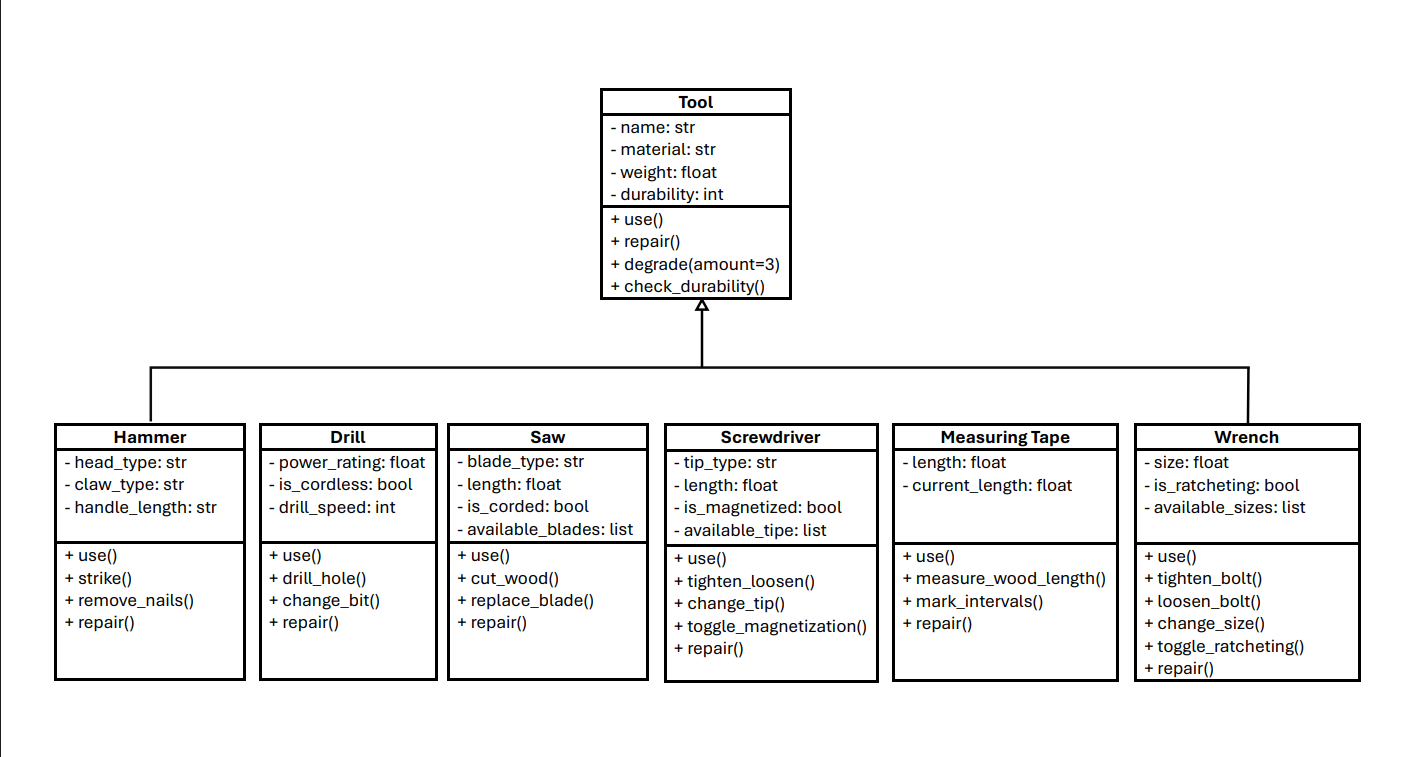 Tool
- name: str
- material: str
- weight: float
- durability: int
+ use()
+ repair()
+ degrade(amount=3)
+ check_durability()
Hammer
- head_type: str
- claw_type: str
- handle_length: str
+ use()
+ strike()
+ remove_nails()
+ repair()
Drill
- power_rating: float
- is_cordless: bool
- drill_speed: int
+ use()
+ drill_hole()
+ change_bit()
+ repair()
Saw
- blade_type: str
- length: float
- is_corded: bool
- available_blades: list
+ use()
+ cut_wood()
+ replace_blade()
+ repair()
Screwdriver
- tip_type: str
- length: float
- is_magnetized: bool
- available_tipe: list
+ use()
+ tighten_loosen()
+ change_tip()
+ toggle_magnetization()
+ repair()
Measuring Tape
- length: float
- current_length: float
+ use()
+ measure_wood_length()
+ mark_intervals()
+ repair()
Wrench
- size: float
- is_ratcheting: bool
- available_sizes: list
+ use()
+ tighten_bolt()
+ loosen_bolt()
+ change_size()
+ toggle_ratcheting()
+ repair()